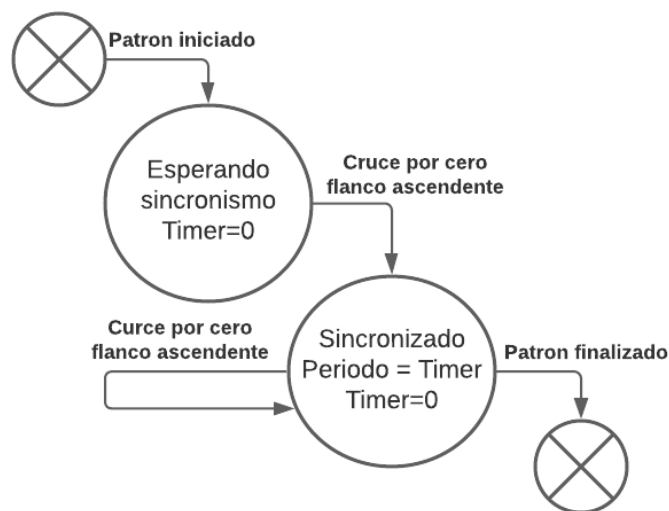 Patron iniciado
Esperando
sincronismo
Timer=0
Cruce por cero
flanco ascendente
Curce por cero
flanco ascendente
Sincronizado
Periodo = Timer
Timer=0
Patron finalizado